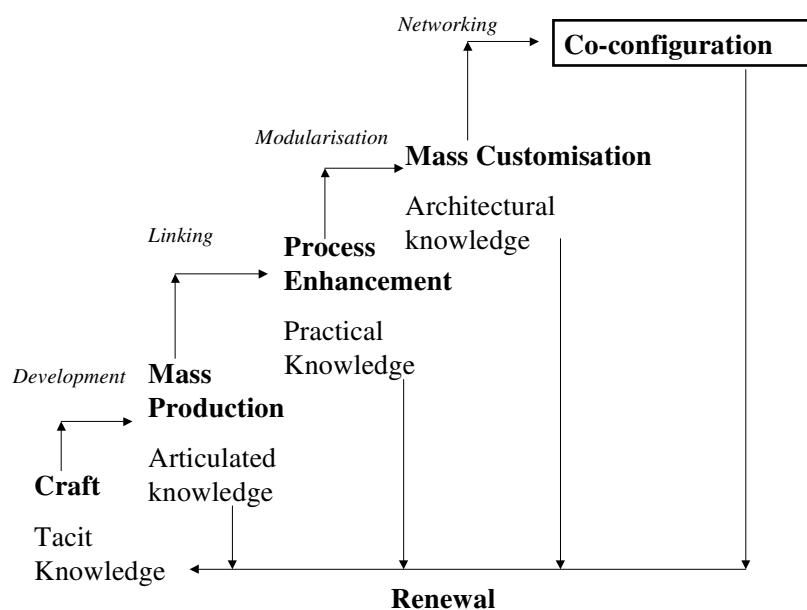 Networking
Co-configuration
Modularisation
Mass Customisation
Architectural
knowledge
Linking
Process
Enhancement
Practical
Knowledge
Development
Mass
Production
Articulated
knowledge
Craft
Tacit
Knowledge
Renewal